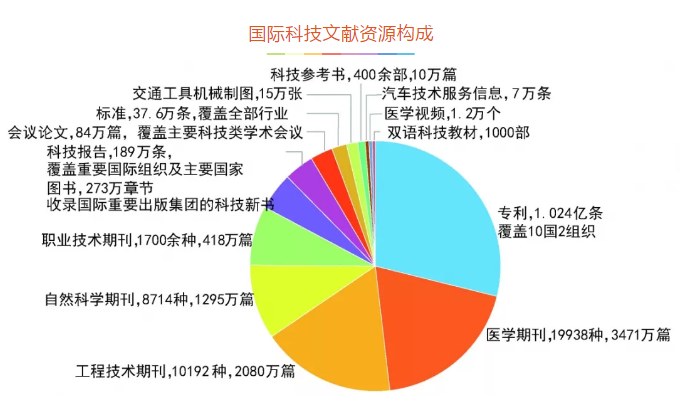 国际科技文献资源构成
科技参考书,400余部,10万篇
交通工具机械制图,15万张
汽车技术服务信息,7万条
标准,37.6万条,覆盖全部行业
医学视频,1.2万个
会议论文,84万篇，覆盖主要科技类学术会议
双语科技教材,1000部
科技报告,189万条,
覆盖重要国际组织及主要国家
图书,273万章节
收录国际重要出版集团的科技新书
专利,1.024亿条
覆盖10国2组织
职业技术期刊,1700余种,418万篇
自然科学期刊,8714种,1295万篇
医学期刊,19938种,3471万篇
工程技术期刊,10192种,2080万篇